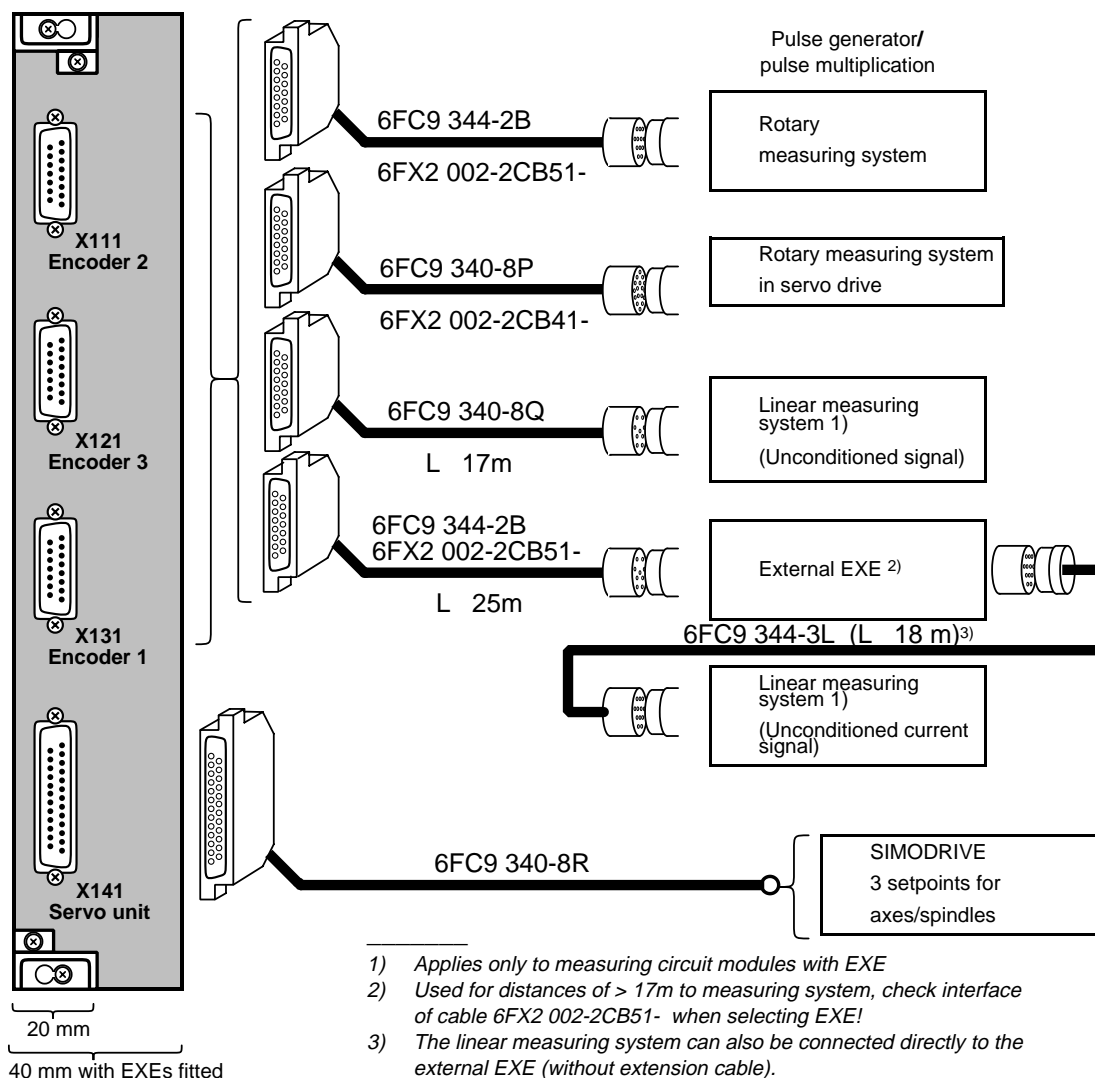 Pulse generator/
pulse multiplication
6FC9 344-2B
6FX2 002-2CB51-
Rotary
measuring system
X111
Encoder 2
6FC9 340-8P
6FX2 002-2CB41-
Rotary measuring system
in servo drive
X121
Encoder 3
6FC9 340-8Q
L 17m
Linear measuring
system 1)
(Unconditioned signal)
6FC9 344-2B
6FX2 002-2CB51-
L 25m
External EXE 2)
X131
Encoder 1
6FC9 344-3L (L 18 m)3)
Linear measuring
system 1)
(Unconditioned current
signal)
X141
Servo unit
6FC9 340-8R
SIMODRIVE
3 setpoints for
axes/spindles
20 mm
40 mm with EXEs fitted
1) Applies only to measuring circuit modules with EXE
2) Used for distances of > 17m to measuring system, check interface
of cable 6FX2 002-2CB51- when selecting EXE!
3) The linear measuring system can also be connected directly to the
external EXE (without extension cable).